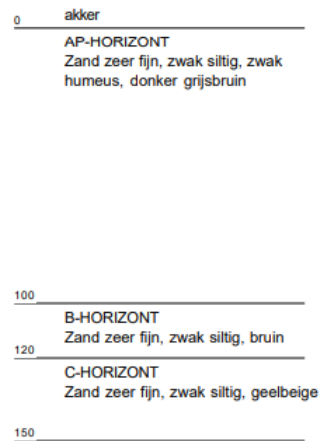 akker
0
AP-HORIZONT
Zand zeer fijn, zwak siltig, zwak
humeus, donker grijsbruin
100
B-HORIZONT
Zand zeer fijn, zwak siltig, bruin
120
C-HORIZONT
Zand zeer fijn, zwak siltig, geelbeige
150